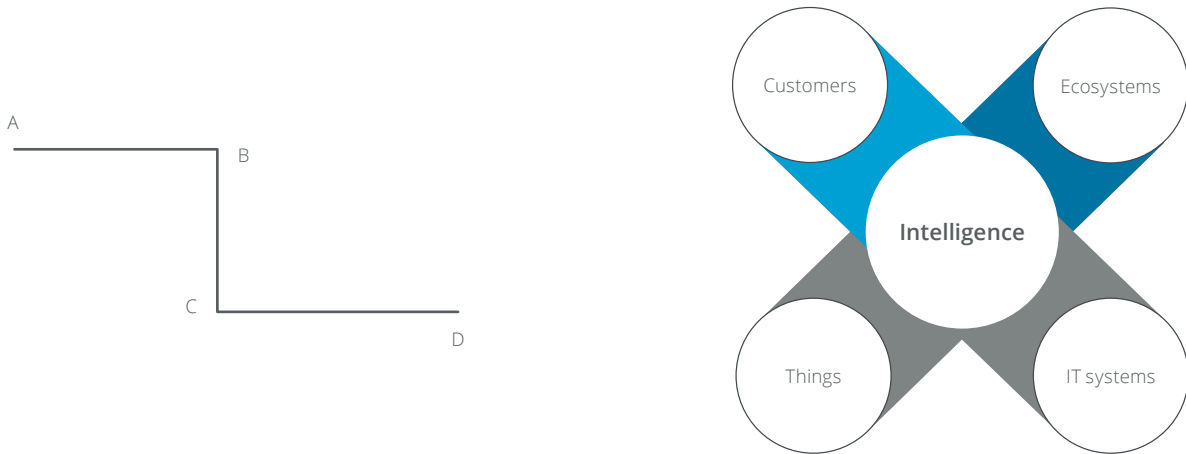 A
B
C
D
Customers
Ecosystems
Intelligence
Things
IT systems